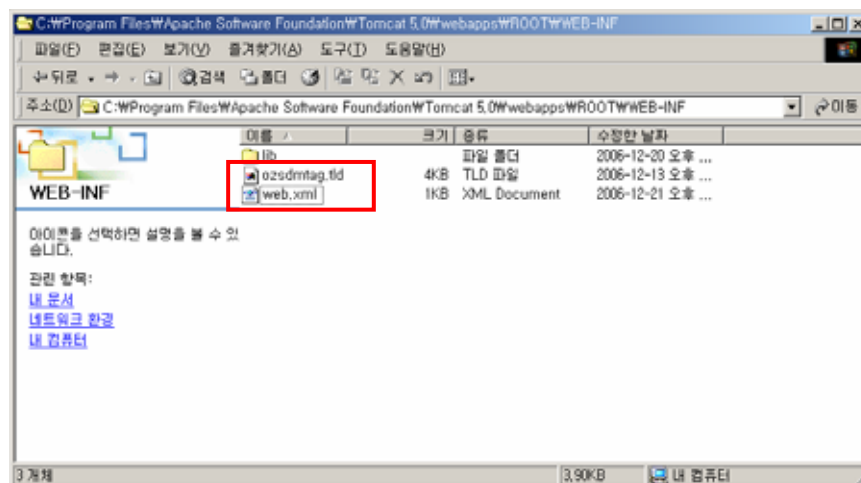 C:₩Program Files₩Apache Software Foundation₩Tomcat 5.0₩webapps₩ROOT₩WEB-INF
파일(F) 편집(E) 보기(V) 즐겨찾기(A) 도구(T) 도움말(H)
뒤로 검색 폴더
주소(D) C:₩Program Files₩Apache Software Foundation₩Tomcat 5.0₩webapps₩ROOT₩WEB-INF 이동
이름 크기 종류 수정한 날짜
lib 파일 폴더 2006-12-20 오후 ...
ozsdmtag.tld 4KB TLD 파일 2006-12-13 오후 ...
web.xml 1KB XML Document 2006-12-21 오후 ...
WEB-INF
아이콘을 선택하면 설명을 볼 수 있
습니다.
관련 항목:
내 문서
네트워크 환경
내 컴퓨터
3 개체 3.90KB 내 컴퓨터